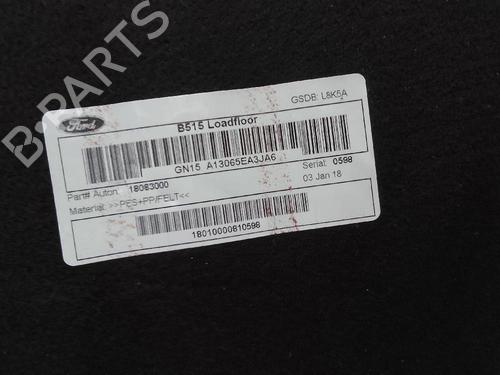 B-PARTS
Ford
B515 Loadfloor
GSDB: L8K5A
GN15 A13065EA3JA6
Part# Auton.: 18083000
Serial: 0598
Material: >>PES+PP/FELT<<
03 Jan 18
18010000810598